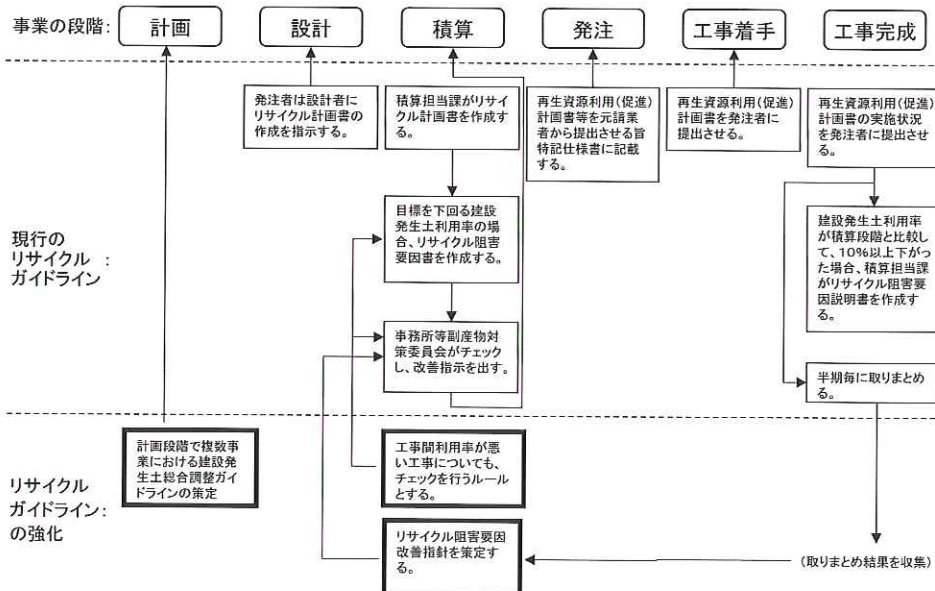 事業の段階:
計画
設計
積算
発注
工事着手
工事完成
現行の
リサイクル :
ガイドライン
発注者は設計者に
リサイクル計画書の
作成を指示する。
積算担当課がリサ
イクル計画書を作成
する。
再生資源利用(促進)
計画書等を元請業
者から提出させる旨
特記仕様書に記載
する。
再生資源利用(促進)
計画書を発注者に
提出させる。
再生資源利用(促進)
計画書の実施状況
を発注者に提出さ
せる。
目標を下回る建設
発生土利用率の場
合、リサイクル阻害
要因書を作成する。
建設発生土利用率
が積算段階と比較し
て、10%以上下がっ
た場合、積算担当課
がリサイクル阻害要
因説明書を作成す
る。
事務所等副産物対
策委員会がチェック
し、改善指示を出す。
半期毎に取りまとめ
る。
リサイクル
ガイドライン:
の強化
計画段階で複数事
業における建設発
生土総合調整ガイ
ドラインの策定
工事間利用率が悪
い工事についても、
チェックを行うルール
とする。
リサイクル阻害要因
改善指針を策定す
る。
(取りまとめ結果を収集)